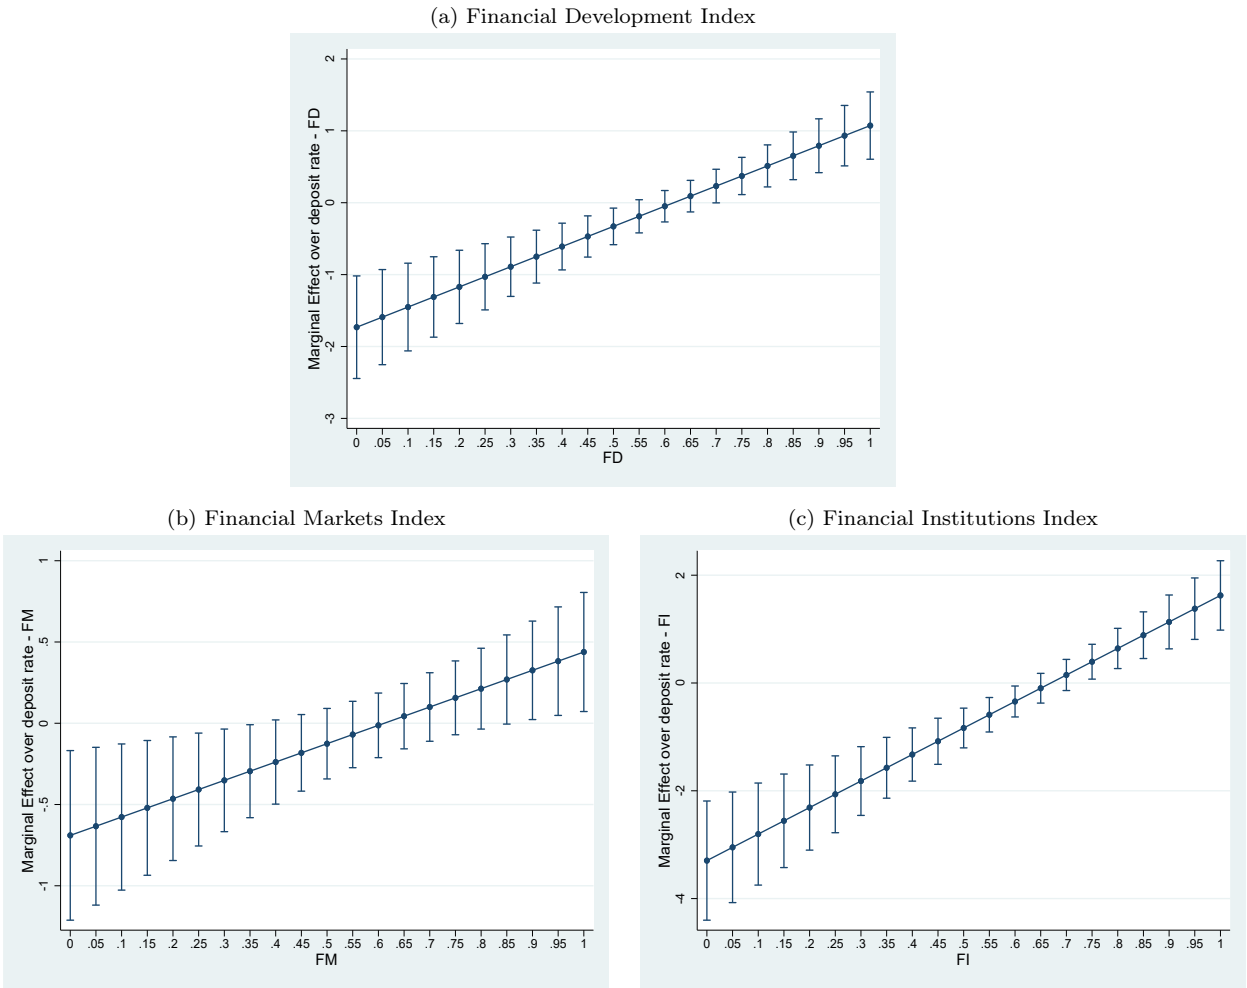 (a) Financial Development Index
Marginal Effect over deposit rate - FD
2
1
0
-1
-2
-3
0 .05 .1 .15 .2 .25 .3 .35 .4 .45 .5 .55 .6 .65 .7 .75 .8 .85 .9 .95 1
FD
(b) Financial Markets Index
Marginal Effect over deposit rate - FM
1
.5
0
-.5
-1
0 .05 .1 .15 .2 .25 .3 .35 .4 .45 .5 .55 .6 .65 .7 .75 .8 .85 .9 .95 1
FM
(c) Financial Institutions Index
Marginal Effect over deposit rate - FI
2
0
-2
-4
0 .05 .1 .15 .2 .25 .3 .35 .4 .45 .5 .55 .6 .65 .7 .75 .8 .85 .9 .95 1
FI